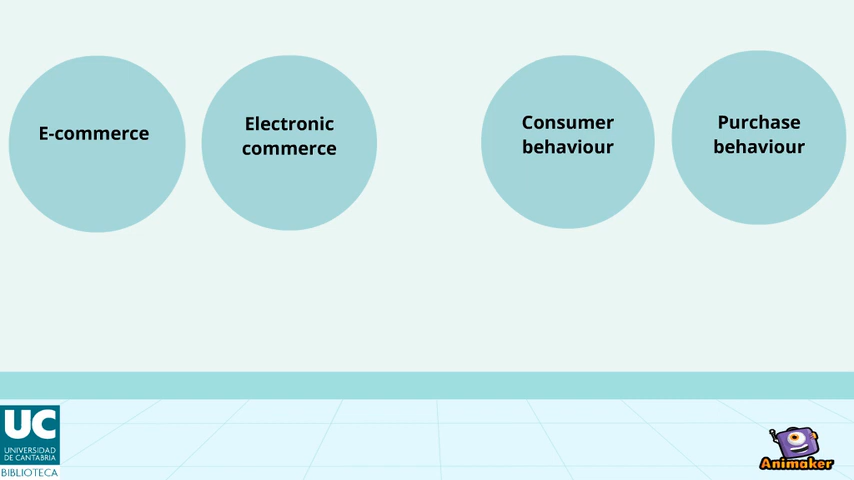 E-commerce
Electronic
commerce
Consumer
behaviour
Purchase
behaviour
UC
UNIVERSIDAD
DE CANTABRIA
BIBLIOTECA
Animaker